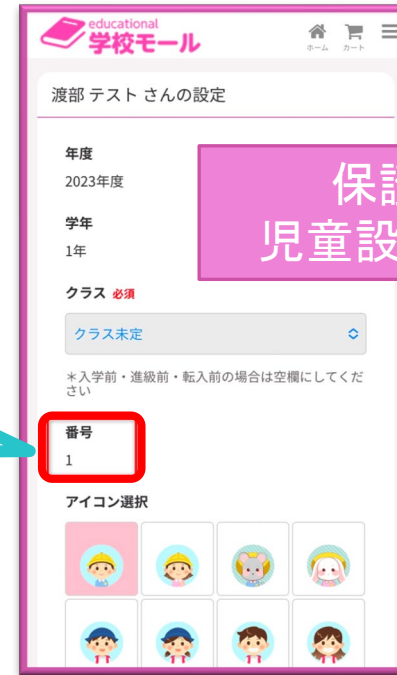 educational
学校モール
ホーム カート
渡部 テスト さんの設定
年度
2023年度
保護
児童設
学年
1年
クラス 必須
クラス未定
＊入学前・進級前・転入前の場合は空欄にしてくだ
さい
番号
1
アイコン選択